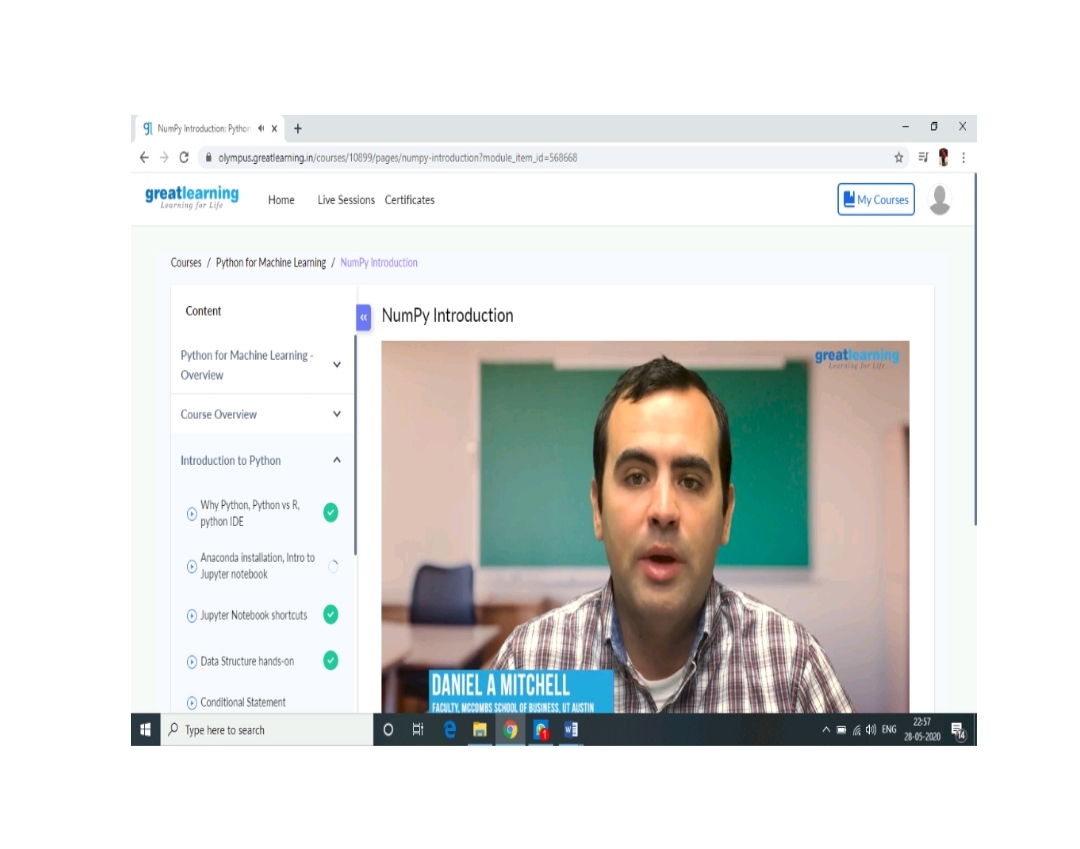 NumPy Introduction: Python
olympus.greatlearning.in/courses/10899/pages/numpy-introduction?module_item_id=568668
greatlearning
Learning for Life
Home Live Sessions Certificates
My Courses
Courses / Python for Machine Learning / NumPy Introduction
Content
Python for Machine Learning -
Overview
Course Overview
Introduction to Python
Why Python, Python vs R,
python IDE
Anaconda installation, Intro to
Jupyter notebook
Jupyter Notebook shortcuts
Data Structure hands-on
Conditional Statement
NumPy Introduction
greatlearning
Learning for Life
DANIEL A MITCHELL
FACULTY, MCCOMBS SCHOOL OF BUSINESS, UT AUSTIN
Type here to search
ENG
22:57
28-05-2020
14